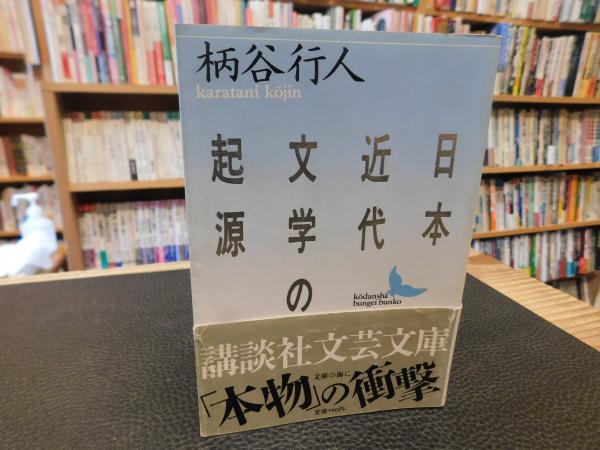 柄谷行人
karatani kōjin
日本
近代
文学の
起源
kōdansha
bungei bunko
講談社文芸文庫
文庫の海に
「本物」の衝撃